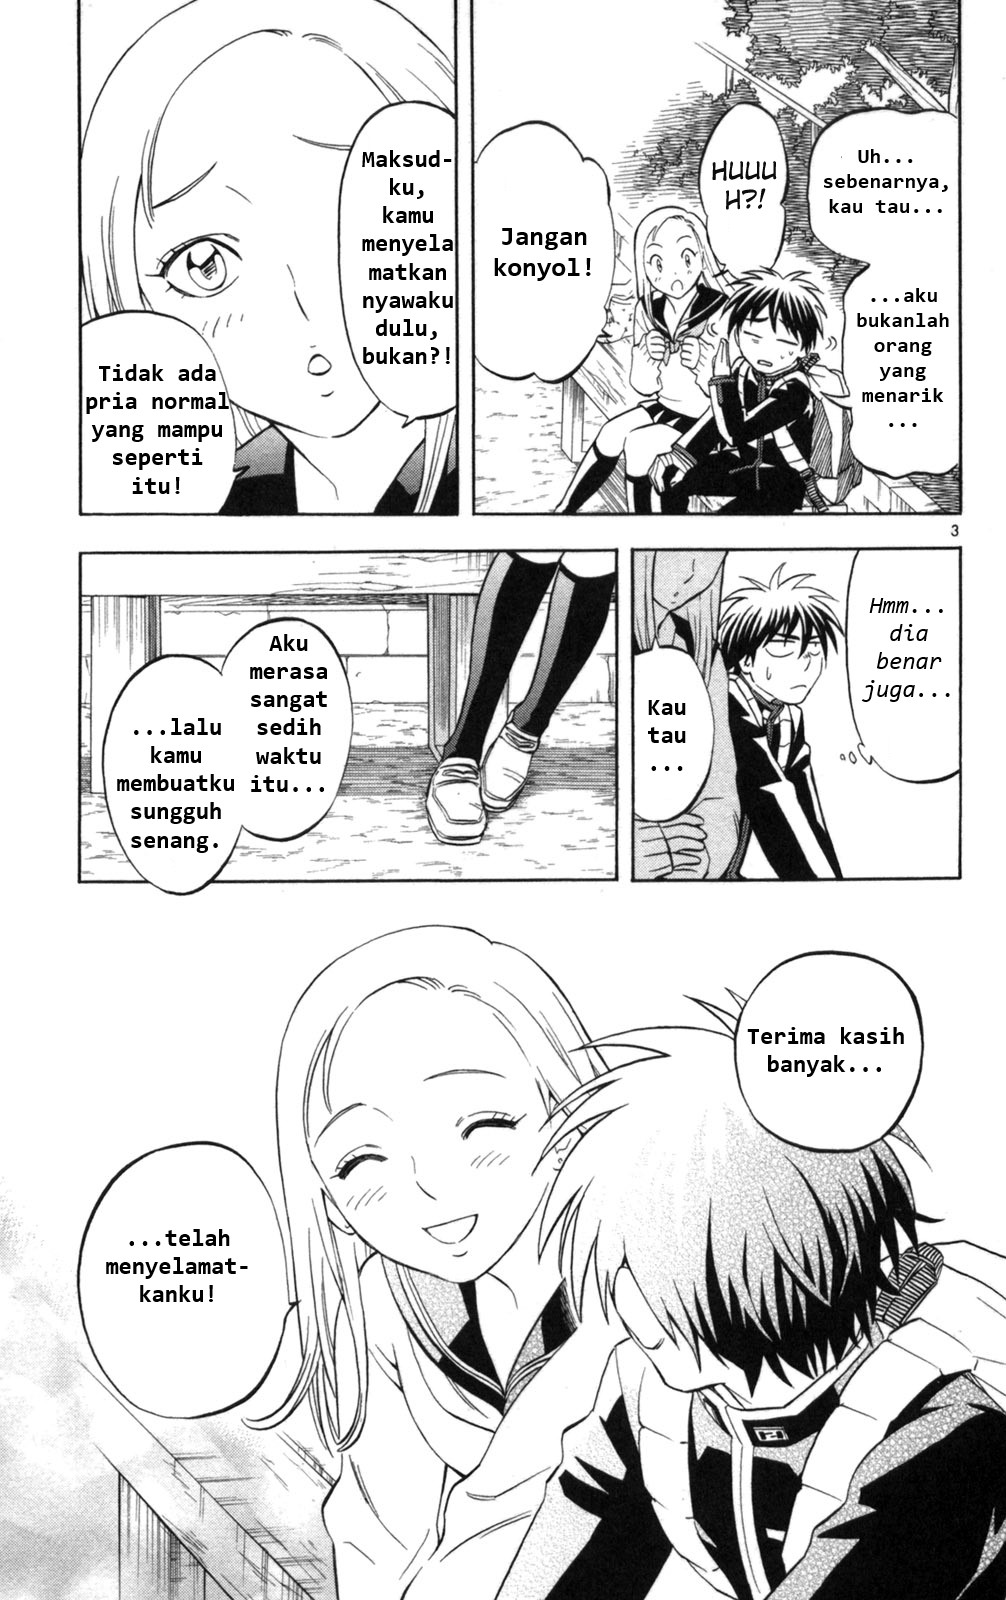 Uh...
sebenarnya,
kau tau...
...aku
bukanlah
orang
yang
menarik
...
HUUU
H?!
Jangan
konyol!
Maksud-
ku,
kamu
menyela
matkan
nyawaku
dulu,
bukan?!
Tidak ada
pria normal
yang mampu
seperti
itu!
3
Hmm...
dia
benar
juga...
Kau
tau
...
Aku
merasa
sangat
sedih
waktu
itu...
...lalu
kamu
membuatku
sungguh
senang.
Terima kasih
banyak...
...telah
menyelamat-
kanku!